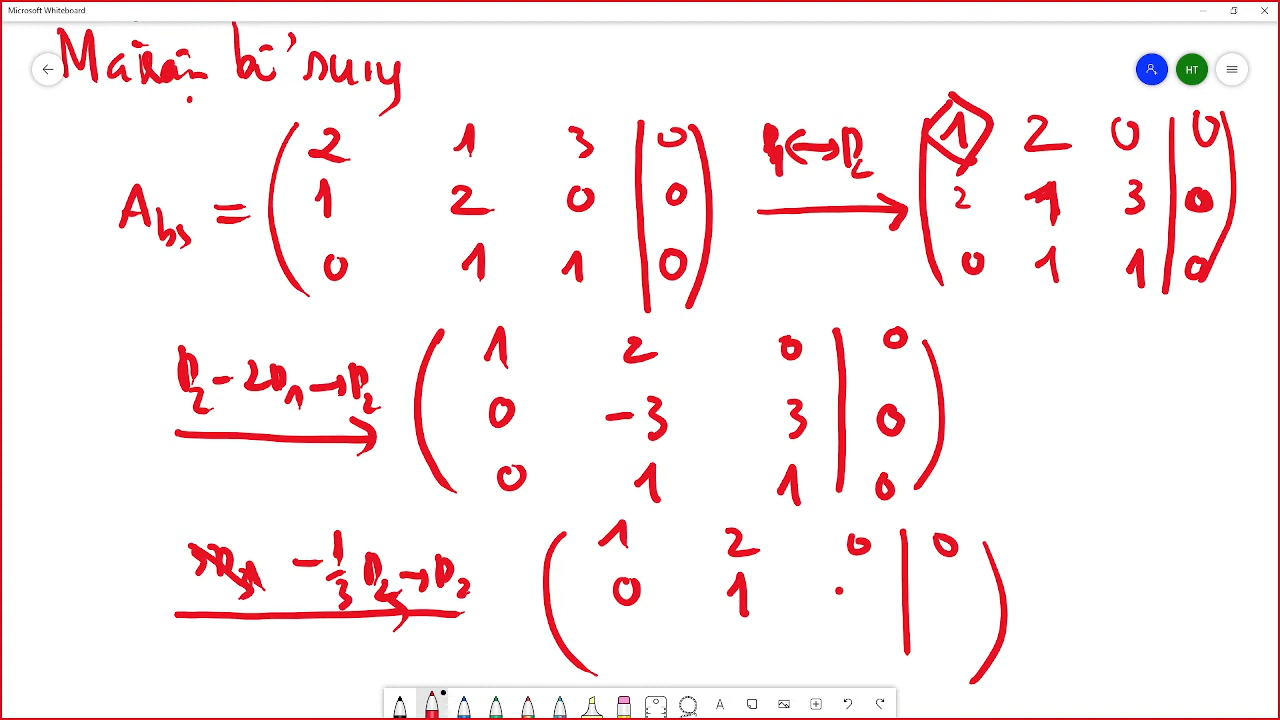 Microsoft Whiteboard
Ma trận bổ sung
HT
2 1 3 | 0
A_bs = 1 2 0 | 0
0 1 1 | 0
D1 ↔ D2
1 2 0 | 0
2 1 3 | 0
0 1 1 | 0
D2 - 2D1 → D2
1 2 0 | 0
0 -3 3 | 0
0 1 1 | 0
-1/3 D2 → D2
1 2 0 | 0
0 1 |
A